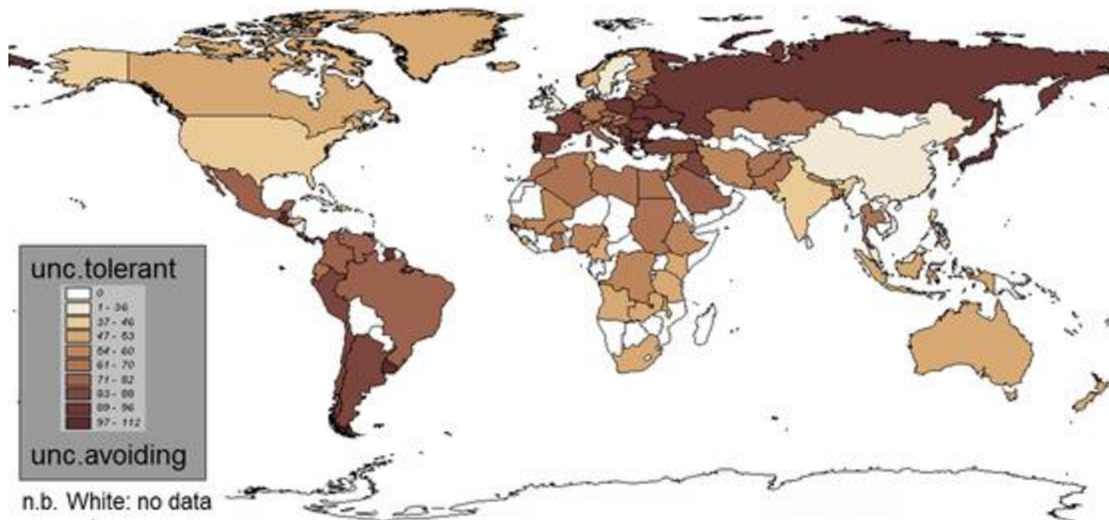 unc.tolerant
0
1 - 36
37 - 46
47 - 53
54 - 60
61 - 70
71 - 82
83 - 88
89 - 96
97 - 112
unc.avoiding
n.b. White: no data